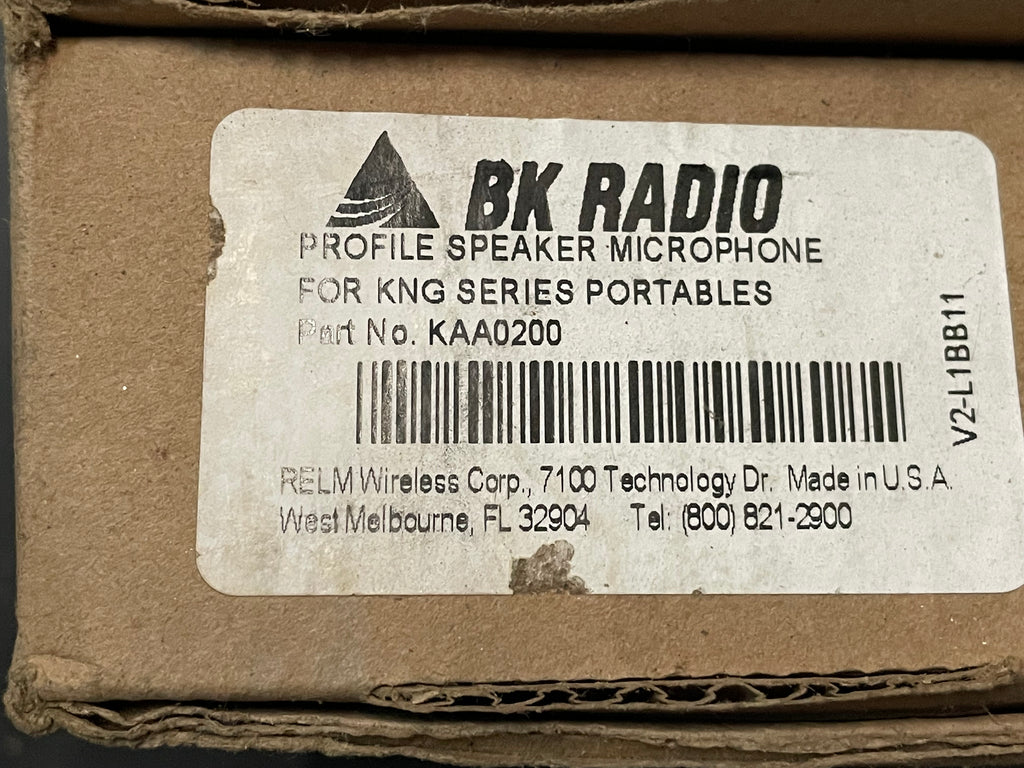 BK RADIO
PROFILE SPEAKER MICROPHONE
FOR KNG SERIES PORTABLES
Part No. KAA0200
V2-L1BB11
RELM Wireless Corp., 7100 Technology Dr. Made in U.S.A.
West Melbourne, FL 32904 Tel: (800) 821-2900